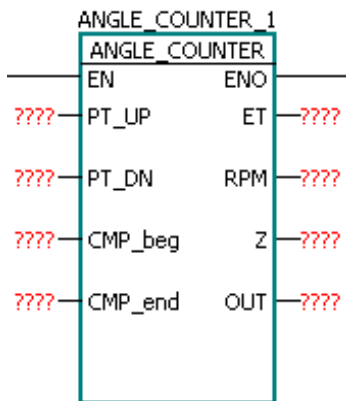 ANGLE_COUNTER_1
ANGLE_COUNTER
EN ENO
???? PT_UP ET ????
???? PT_DN RPM ????
???? CMP_beg Z ????
???? CMP_end OUT ????